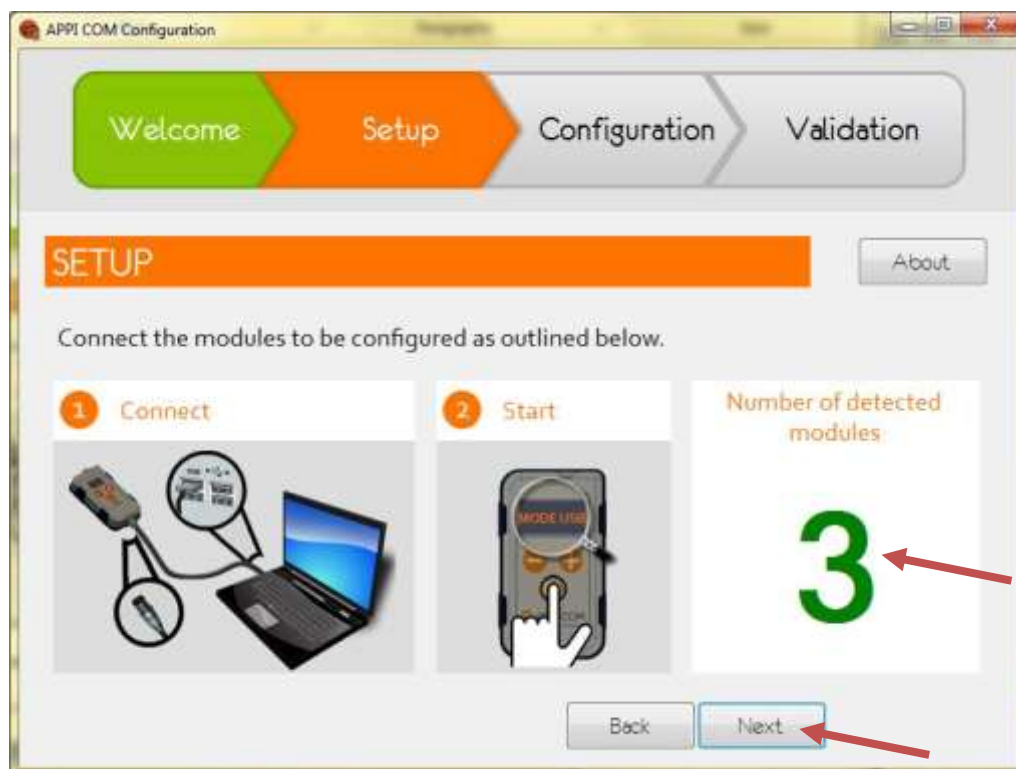 APPI COM Configuration
Welcome
Setup
Configuration
Validation
SETUP
About
Connect the modules to be configured as outlined below.
1 Connect
2 Start
Number of detected
modules
MODE USB
3
Back
Next